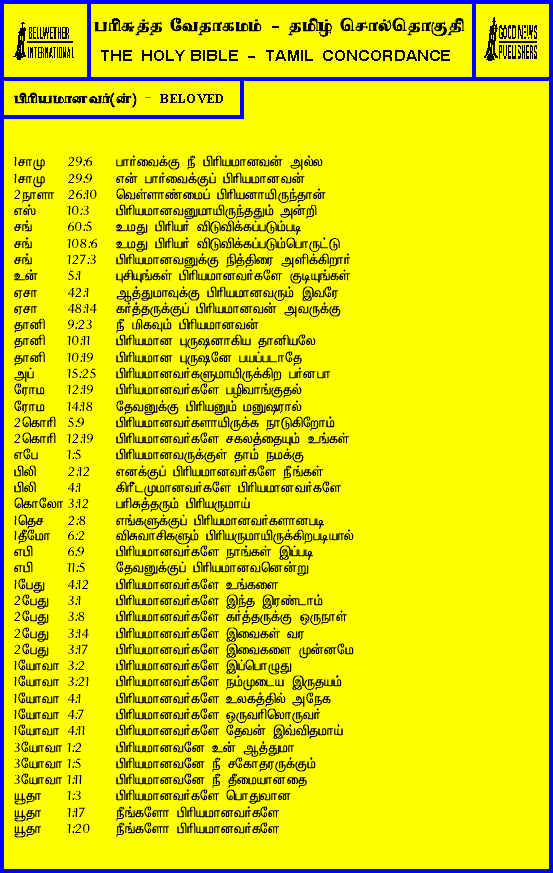 BELLWETHER INTERNATIONAL
பரிசுத்த வேதாகமம் - தமிழ் சொல்தொகுதி
THE HOLY BIBLE - TAMIL CONCORDANCE
GOOD NEWS PUBLISHERS
பிரியமானவர்(ன்) - BELOVED
1சாமு 29:6 பார்வைக்கு நீ பிரியமானவன் அல்ல
1சாமு 29:9 என் பார்வைக்குப் பிரியமானவன்
2நாளா 26:10 வெள்ளாண்மைப் பிரியனாயிருந்தான்
எஸ் 10:3 பிரியமானவனுமாயிருந்ததும் அன்றி
சங் 60:5 உமது பிரியர் விடுவிக்கப்படும்படி
சங் 108:6 உமது பிரியர் விடுவிக்கப்படும்பொருட்டு
சங் 127:3 பிரியமானவனுக்கு நித்திரை அளிக்கிறார்
உன் 5:1 புசியுங்கள் பிரியமானவர்களே குடியுங்கள்
ஏசா 42:1 ஆத்துமாவுக்கு பிரியமானவரும் இவரே
ஏசா 48:14 கர்த்தருக்குப் பிரியமானவன் அவருக்கு
தானி 9:23 நீ மிகவும் பிரியமானவன்
தானி 10:11 பிரியமான புருஷனாகிய தானியலே
தானி 10:19 பிரியமான புருஷனே பயப்படாதே
அப் 15:25 பிரியமானவர்களுமாயிருக்கிற பர்னபா
ரோம 12:19 பிரியமானவர்களே பழிவாங்குதல்
ரோம 14:18 தேவனுக்கு பிரியனும் மனுஷரால்
2கொரி 5:9 பிரியமானவர்களாயிருக்க நாடுகிறோம்
2கொரி 12:19 பிரியமானவர்களே சகலத்தையும் உங்கள்
எபே 1:5 பிரியமானவருக்குள் தாம் நமக்கு
பிலி 2:12 எனக்குப் பிரியமானவர்களே நீங்கள்
பிலி 4:1 கிரீடமுமானவர்களே பிரியமானவர்களே
கொலோ 3:12 பரிசுத்தரும் பிரியருமாய்
1தெச 2:8 எங்களுக்குப் பிரியமானவர்களானபடி
1தீமோ 6:2 விசுவாசிகளும் பிரியருமாயிருக்கிறபடியால்
எபி 6:9 பிரியமானவர்களே நாங்கள் இப்படி
எபி 11:5 தேவனுக்குப் பிரியமானவனென்று
1பேது 4:12 பிரியமானவர்களே உங்களை
2பேது 3:1 பிரியமானவர்களே இந்த இரண்டாம்
2பேது 3:8 பிரியமானவர்களே கர்த்தருக்கு ஒருநாள்
2பேது 3:14 பிரியமானவர்களே இவைகள் வர
2பேது 3:17 பிரியமானவர்களே இவைகளை முன்னமே
1யோவா 3:2 பிரியமானவர்களே இப்பொழுது
1யோவா 3:21 பிரியமானவர்களே நம்முடைய இருதயம்
1யோவா 4:1 பிரியமானவர்களே உலகத்தில் அநேக
1யோவா 4:7 பிரியமானவர்களே ஒருவரிலொருவர்
1யோவா 4:11 பிரியமானவர்களே தேவன் இவ்விதமாய்
3யோவா 1:2 பிரியமானவனே உன் ஆத்துமா
3யோவா 1:5 பிரியமானவனே நீ சகோதரருக்கும்
3யோவா 1:11 பிரியமானவனே நீ தீமையானதை
யூதா 1:3 பிரியமானவர்களே பொதுவான
யூதா 1:17 நீங்களோ பிரியமானவர்களே
யூதா 1:20 நீங்களோ பிரியமானவர்களே